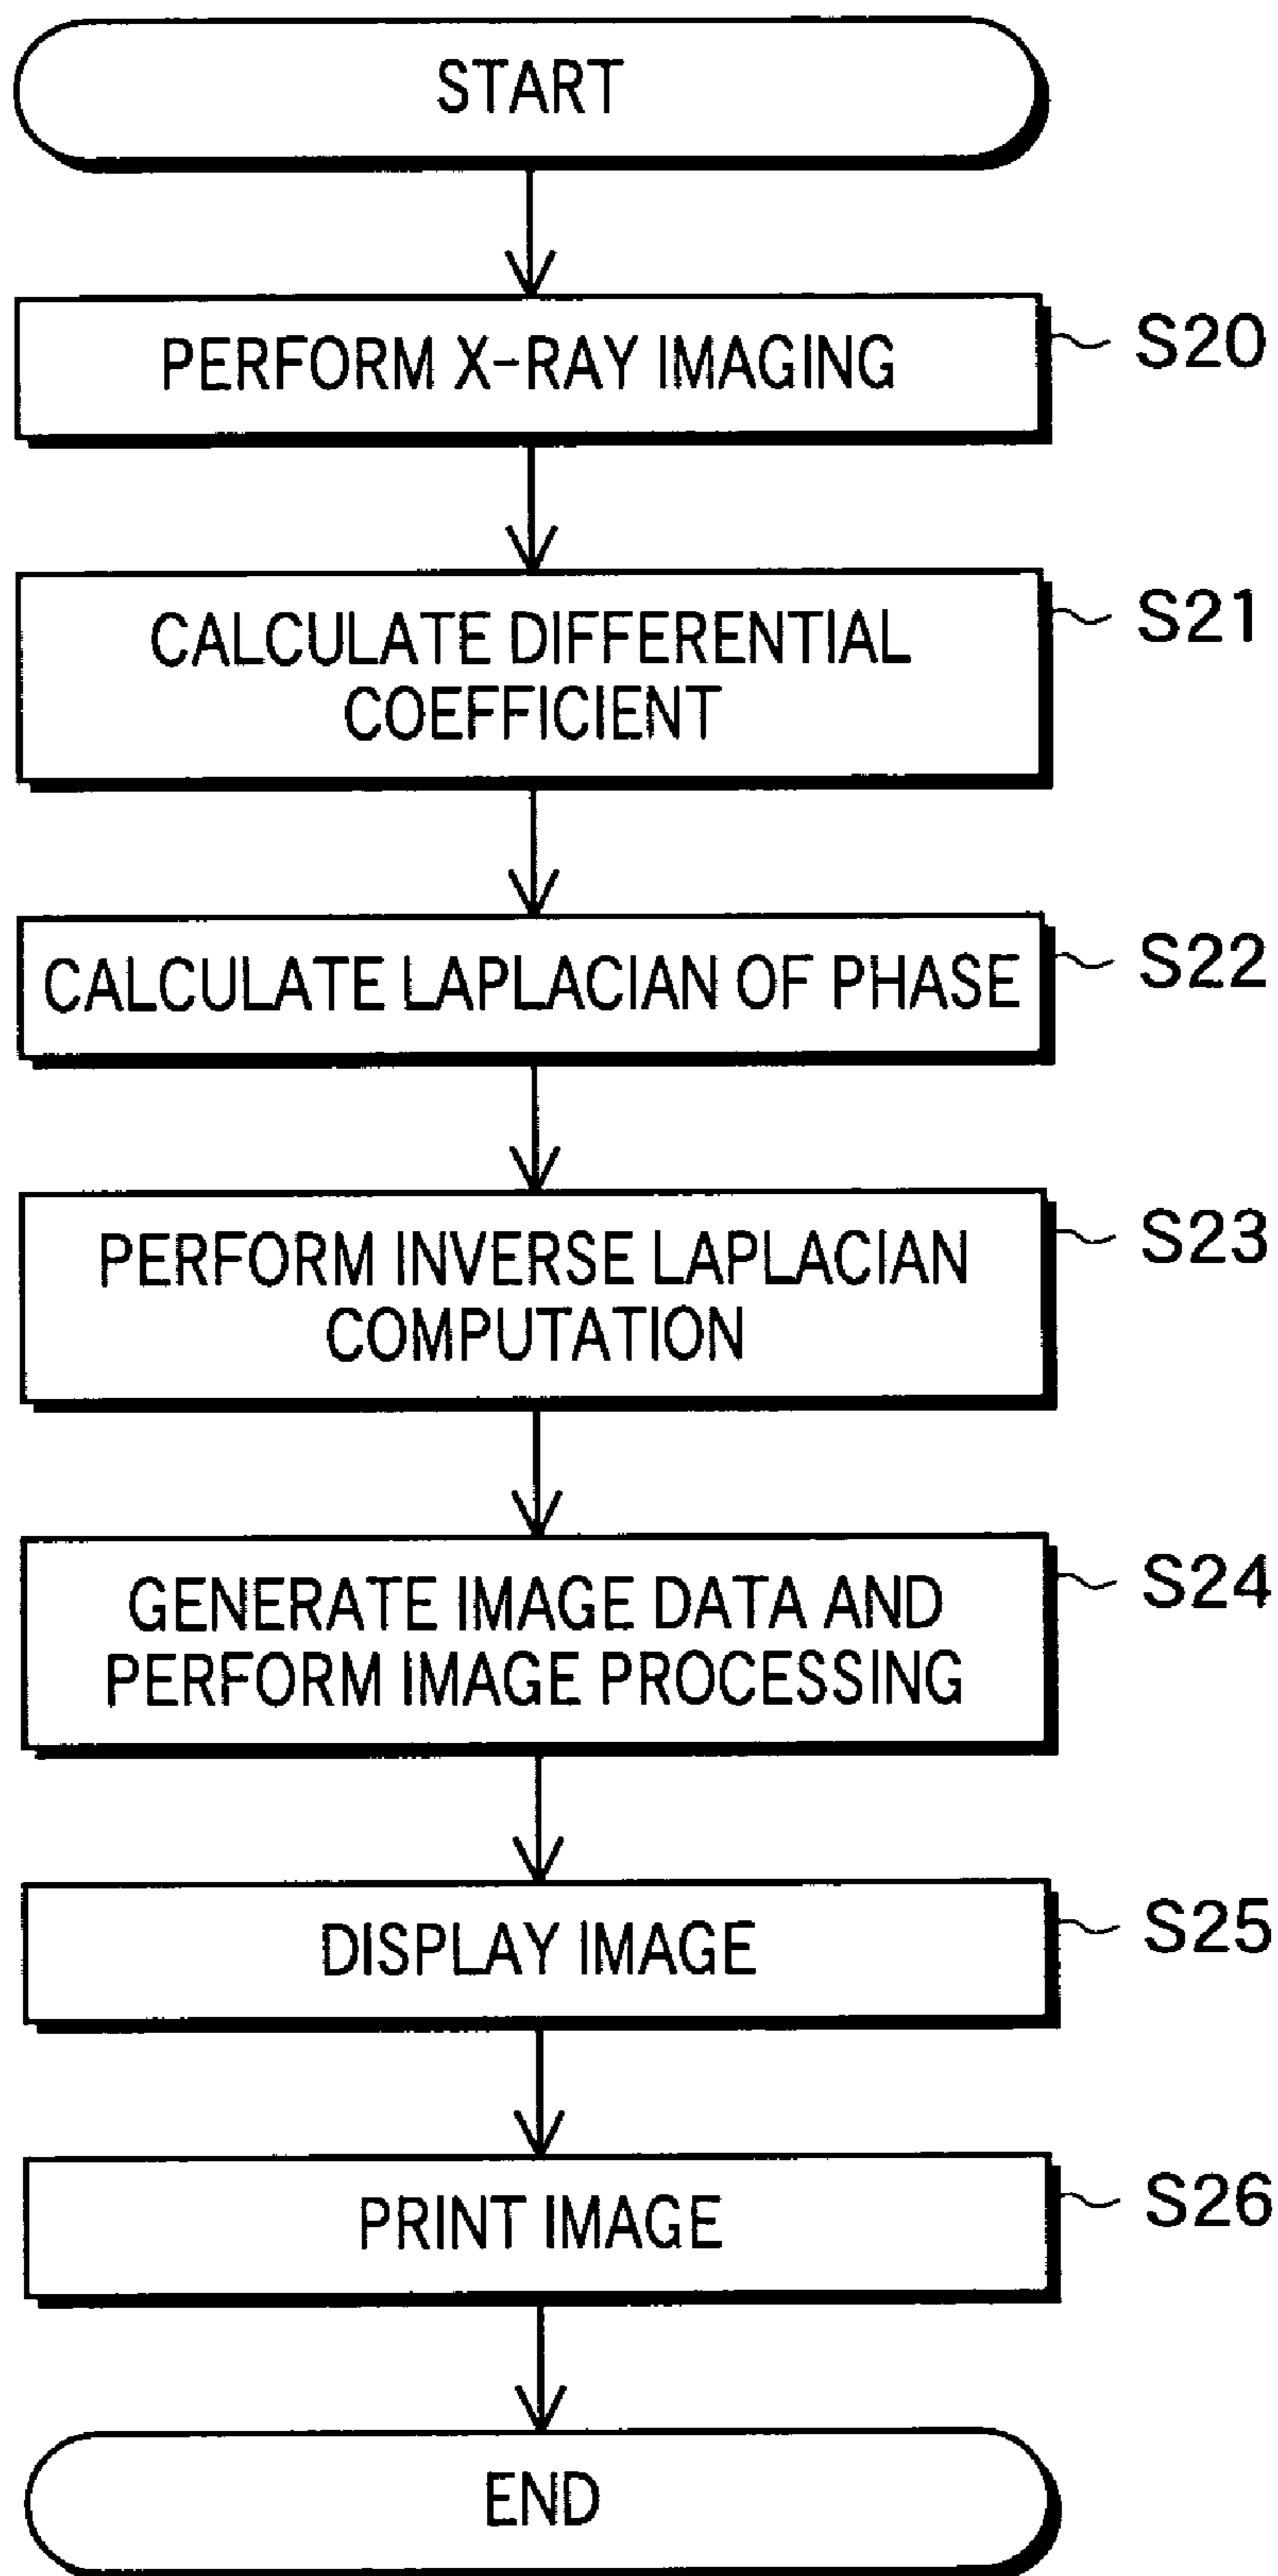 START
PERFORM X-RAY IMAGING
S20
CALCULATE DIFFERENTIAL
COEFFICIENT
S21
CALCULATE LAPLACIAN OF PHASE
S22
PERFORM INVERSE LAPLACIAN
COMPUTATION
S23
GENERATE IMAGE DATA AND
PERFORM IMAGE PROCESSING
S24
DISPLAY IMAGE
S25
PRINT IMAGE
S26
END